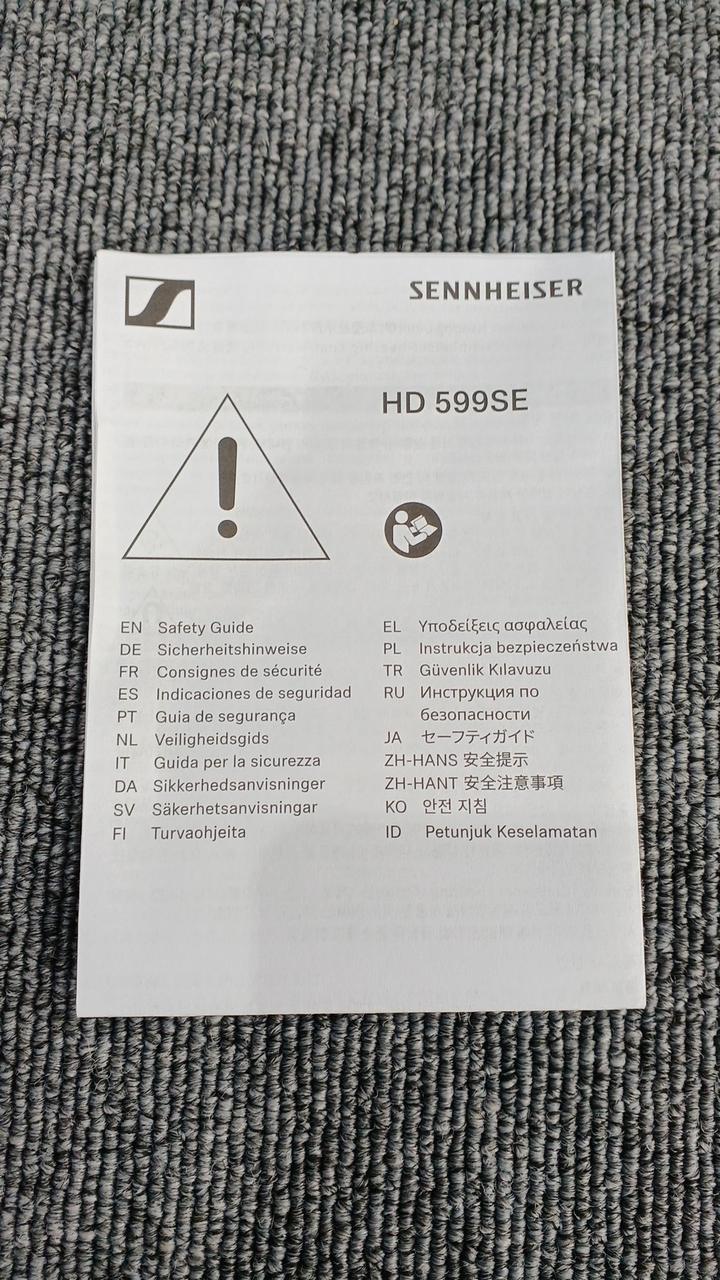 SENNHEISER
HD 599SE
EN Safety Guide
DE Sicherheitshinweise
FR Consignes de sécurité
ES Indicaciones de seguridad
PT Guia de segurança
NL Veiligheidsgids
IT Guida per la sicurezza
DA Sikkerhedsanvisninger
SV Säkerhetsanvisningar
FI Turvaohjeita
EL Υποδείξεις ασφαλείας
PL Instrukcja bezpieczeństwa
TR Güvenlik Kılavuzu
RU Инструкция по
безопасности
JA セーフティガイド
ZH-HANS 安全提示
ZH-HANT 安全注意事項
KO 안전 지침
ID Petunjuk Keselamatan